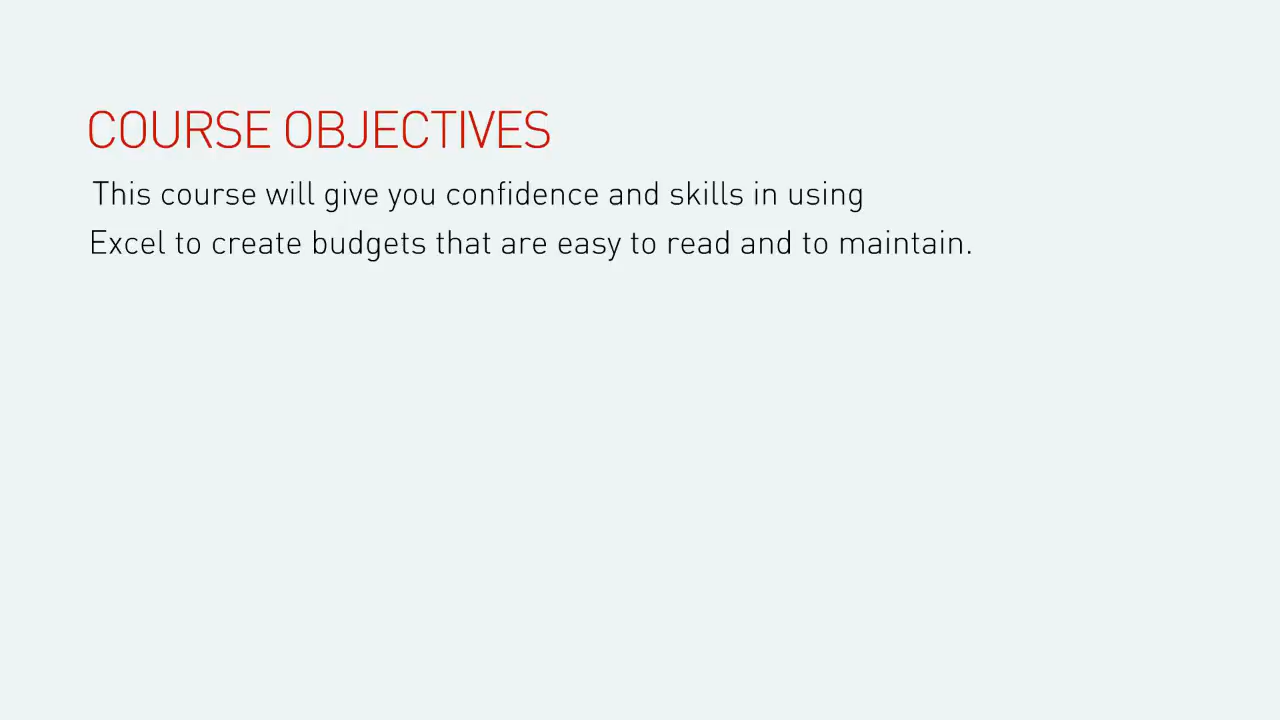 COURSE OBJECTIVES
This course will give you confidence and skills in using
Excel to create budgets that are easy to read and to maintain.